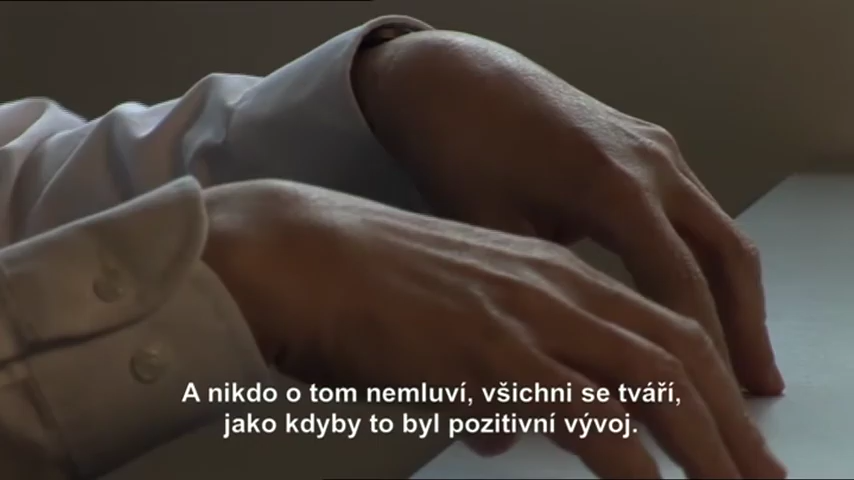 A nikdo o tom nemluví, všichni se tváří,
jako kdyby to byl pozitivní vývoj.